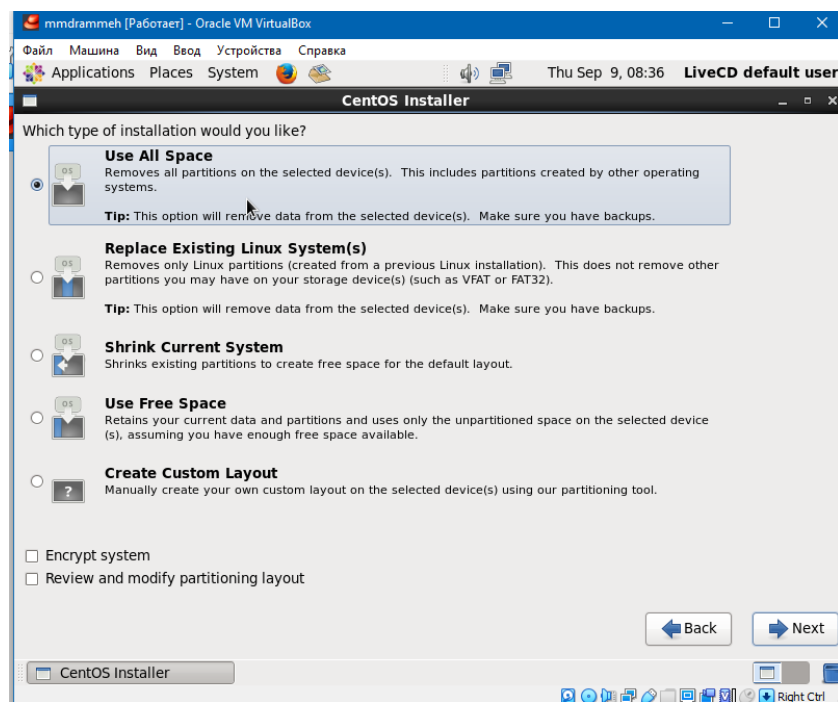 mmdrammeh [Работает] - Oracle VM VirtualBox
Файл Машина Вид Ввод Устройства Справка
Applications Places System Thu Sep 9, 08:36 LiveCD default user
CentOS Installer
Which type of installation would you like?
OS
Use All Space
Removes all partitions on the selected device(s). This includes partitions created by other operating
systems.
Tip: This option will remove data from the selected device(s). Make sure you have backups.
OS
Replace Existing Linux System(s)
Removes only Linux partitions (created from a previous Linux installation). This does not remove other
partitions you may have on your storage device(s) (such as VFAT or FAT32).
Tip: This option will remove data from the selected device(s). Make sure you have backups.
OS
Shrink Current System
Shrinks existing partitions to create free space for the default layout.
OS
Use Free Space
Retains your current data and partitions and uses only the unpartitioned space on the selected device
(s), assuming you have enough free space available.
?
Create Custom Layout
Manually create your own custom layout on the selected device(s) using our partitioning tool.
Encrypt system
Review and modify partitioning layout
Back Next
CentOS Installer
Right Ctrl